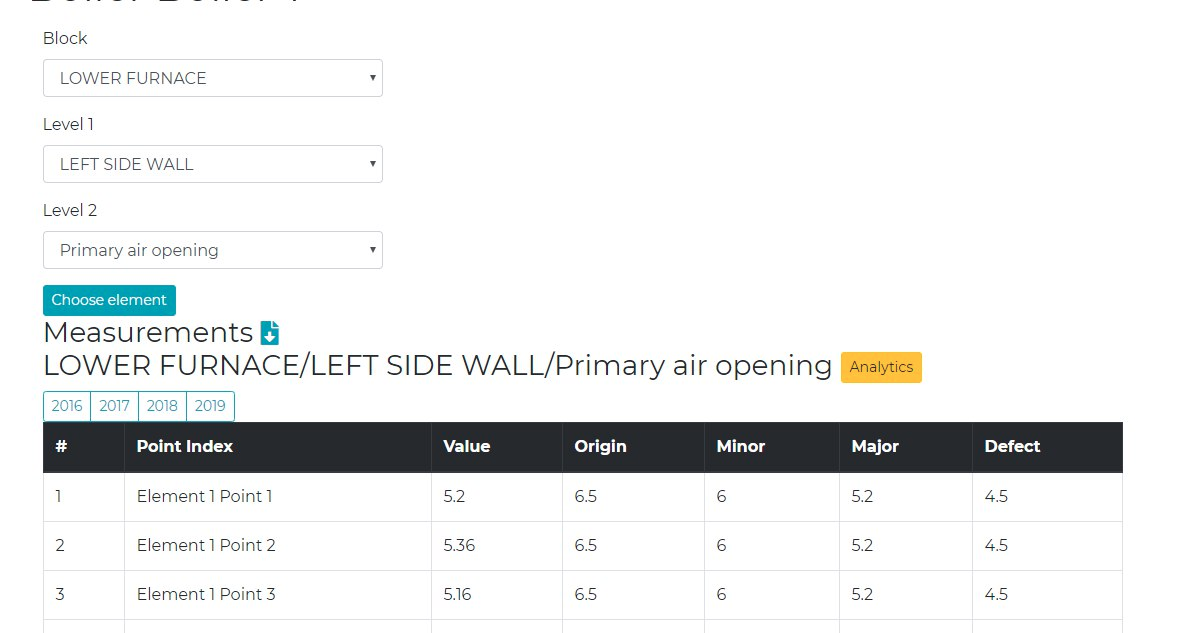 Block
LOWER FURNACE
Level 1
LEFT SIDE WALL
Level 2
Primary air opening
Choose element
Measurements
LOWER FURNACE/LEFT SIDE WALL/Primary air opening Analytics
2016 2017 2018 2019
# Point Index Value Origin Minor Major Defect
1 Element 1 Point 1 5.2 6.5 6 5.2 4.5
2 Element 1 Point 2 5.36 6.5 6 5.2 4.5
3 Element 1 Point 3 5.16 6.5 6 5.2 4.5